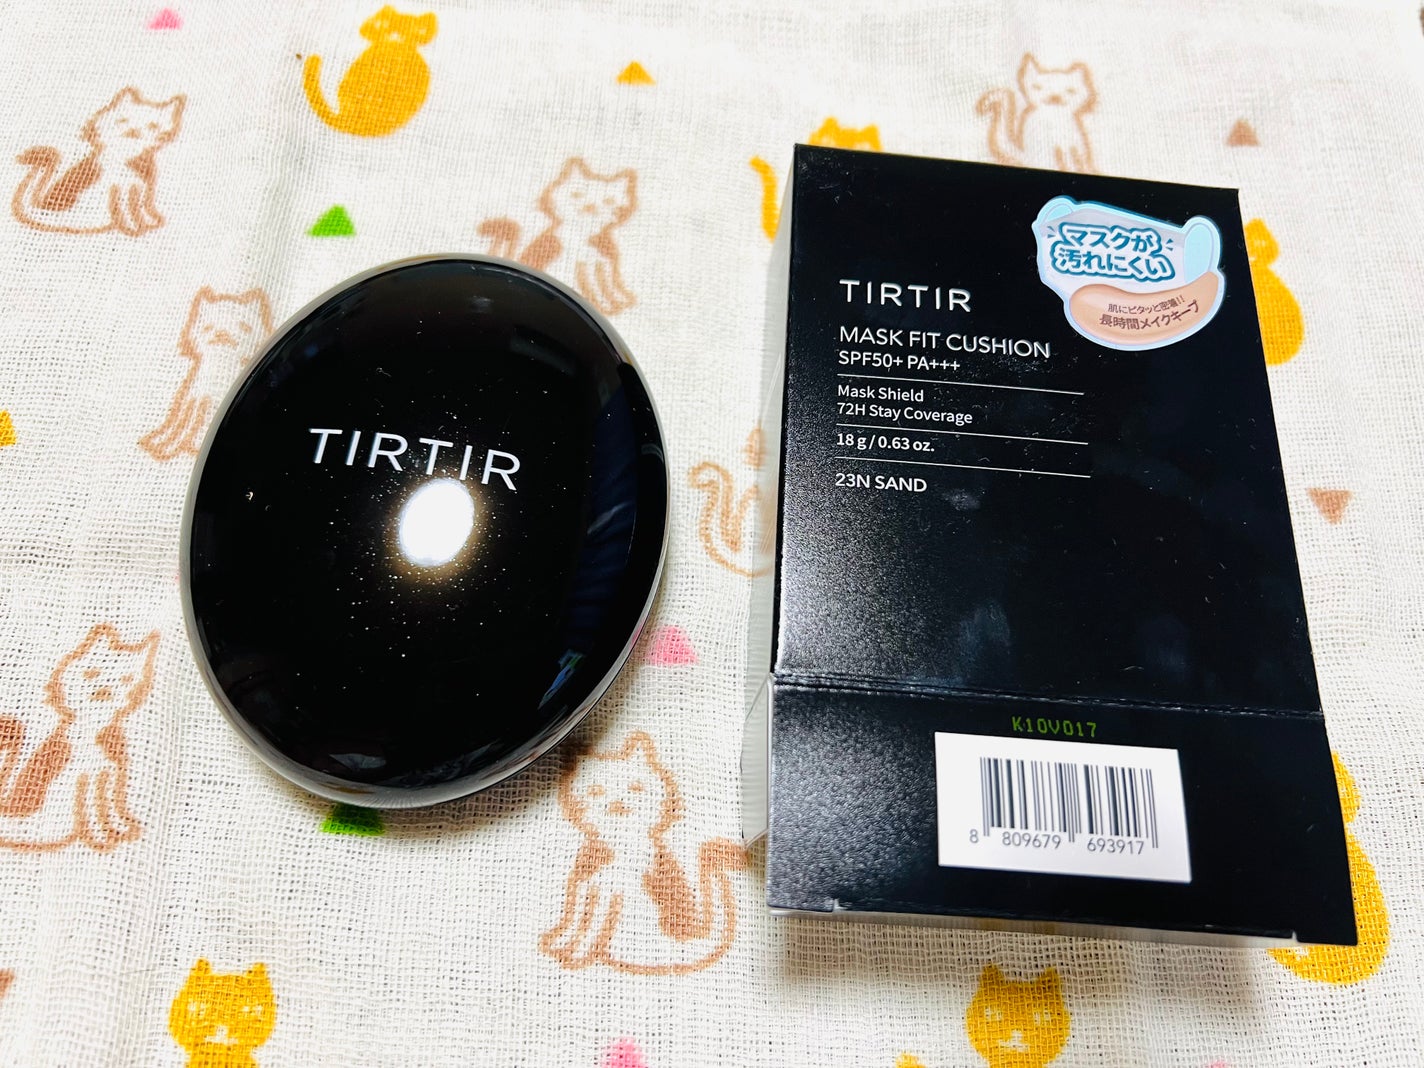 TIRTIR
TIRTIR
MASK FIT CUSHION
SPF50+ PA+++
Mask Shield
72H Stay Coverage
18 g / 0.63 oz.
23N SAND
マスクが
汚れにくい
肌にピタッと密着!!
長時間メイクキープ
K10V017
8 809679 693917